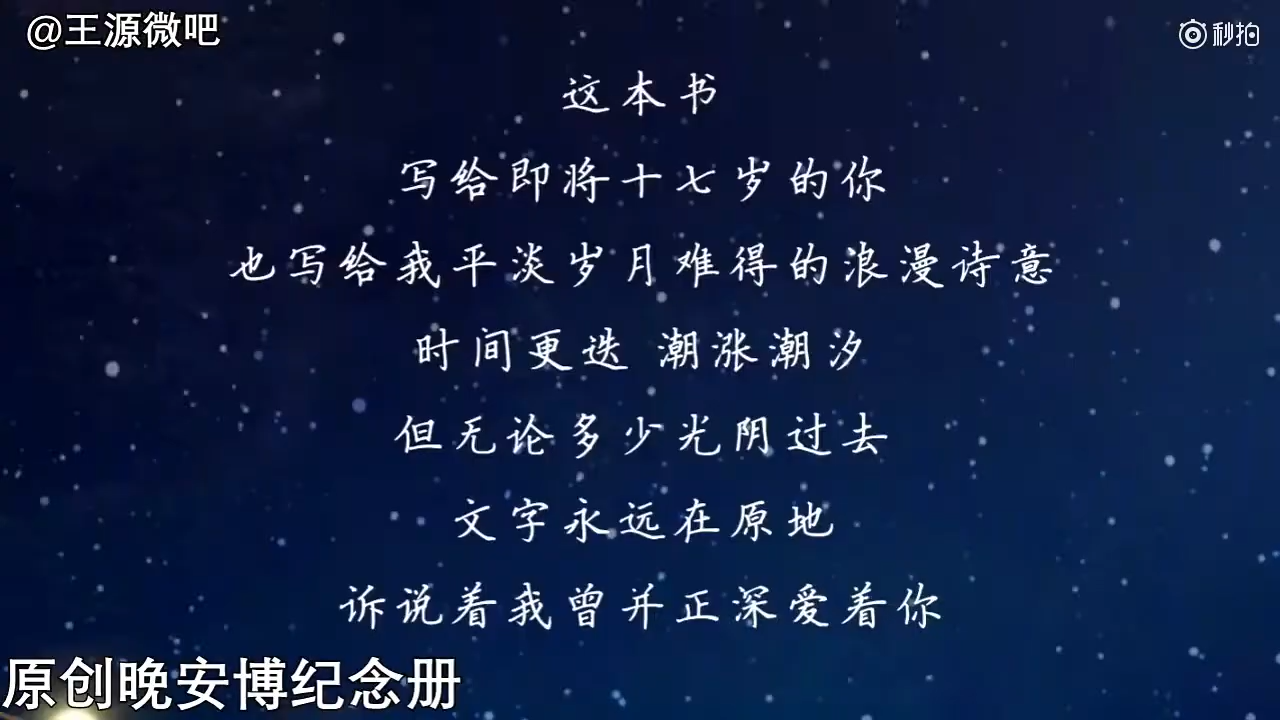 @王源微吧
秒拍
这本书
写给即将十七岁的你
也写给我平淡岁月难得的浪漫诗意
时间更迭 潮涨潮汐
但无论多少光阴过去
文字永远在原地
诉说着我曾并正深爱着你
原创晚安博纪念册